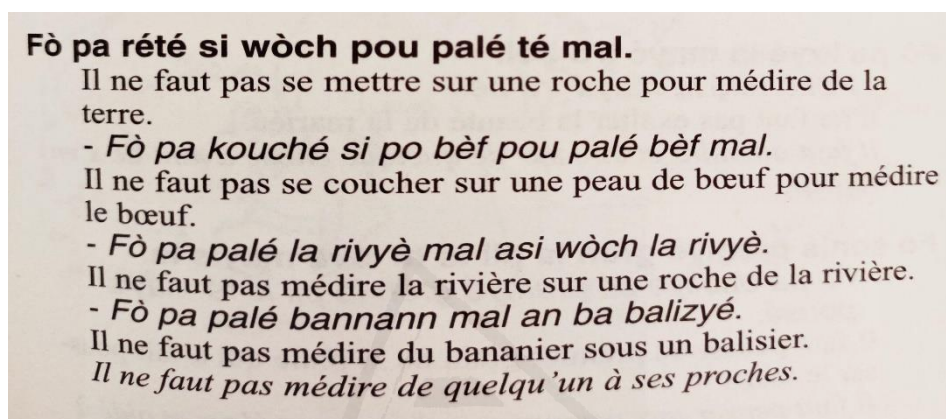 Fò pa rété si wòch pou palé té mal.
Il ne faut pas se mettre sur une roche pour médire de la
terre.
- Fò pa kouché si po bèf pou palé bèf mal.
Il ne faut pas se coucher sur une peau de bœuf pour médire
le bœuf.
- Fò pa palé la rivyè mal asi wòch la rivyè.
Il ne faut pas médire la rivière sur une roche de la rivière.
- Fò pa palé bannann mal an ba balizyé.
Il ne faut pas médire du bananier sous un balisier.
Il ne faut pas médire de quelqu'un à ses proches.